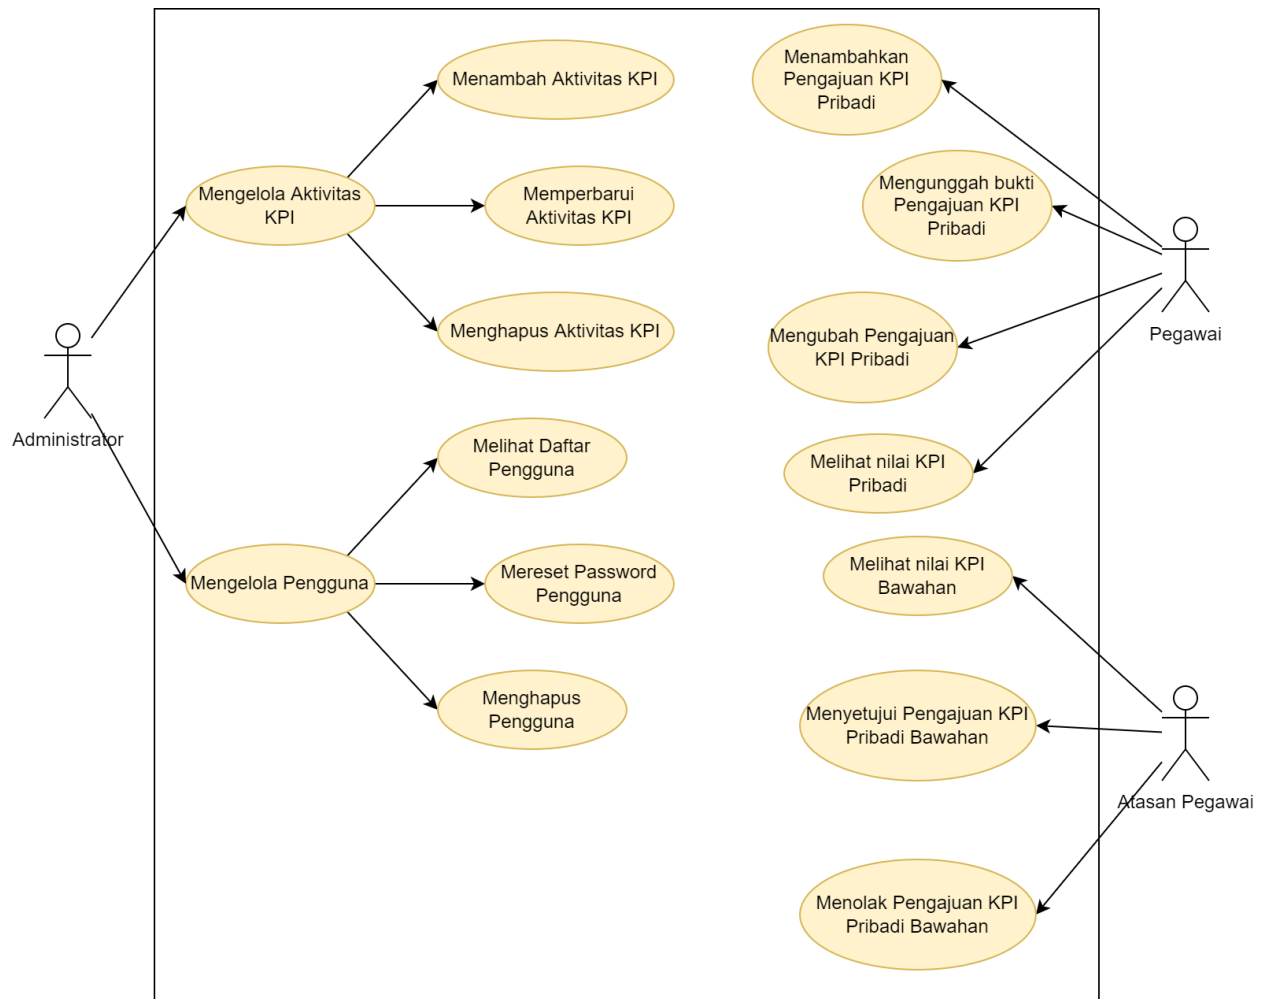 Menambah Aktivitas KPI
Mengelola Aktivitas
KPI
Memperbarui
Aktivitas KPI
Menghapus Aktivitas KPI
Administrator
Melihat Daftar
Pengguna
Mengelola Pengguna
Mereset Password
Pengguna
Menghapus
Pengguna
Menambahkan
Pengajuan KPI
Pribadi
Mengunggah bukti
Pengajuan KPI
Pribadi
Pegawai
Mengubah Pengajuan
KPI Pribadi
Melihat nilai KPI
Pribadi
Melihat nilai KPI
Bawahan
Menyetujui Pengajuan KPI
Pribadi Bawahan
Atasan Pegawai
Menolak Pengajuan KPI
Pribadi Bawahan